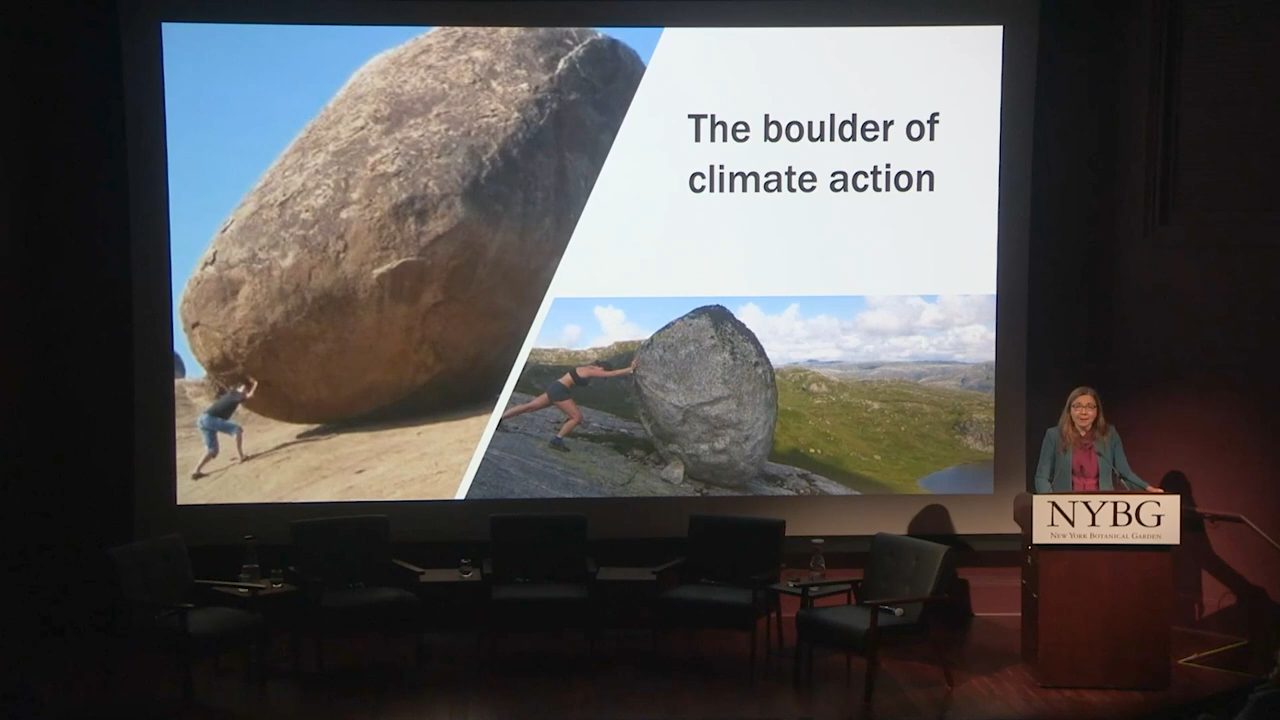 The boulder of
climate action
NYBG
NEW YORK BOTANICAL GARDEN